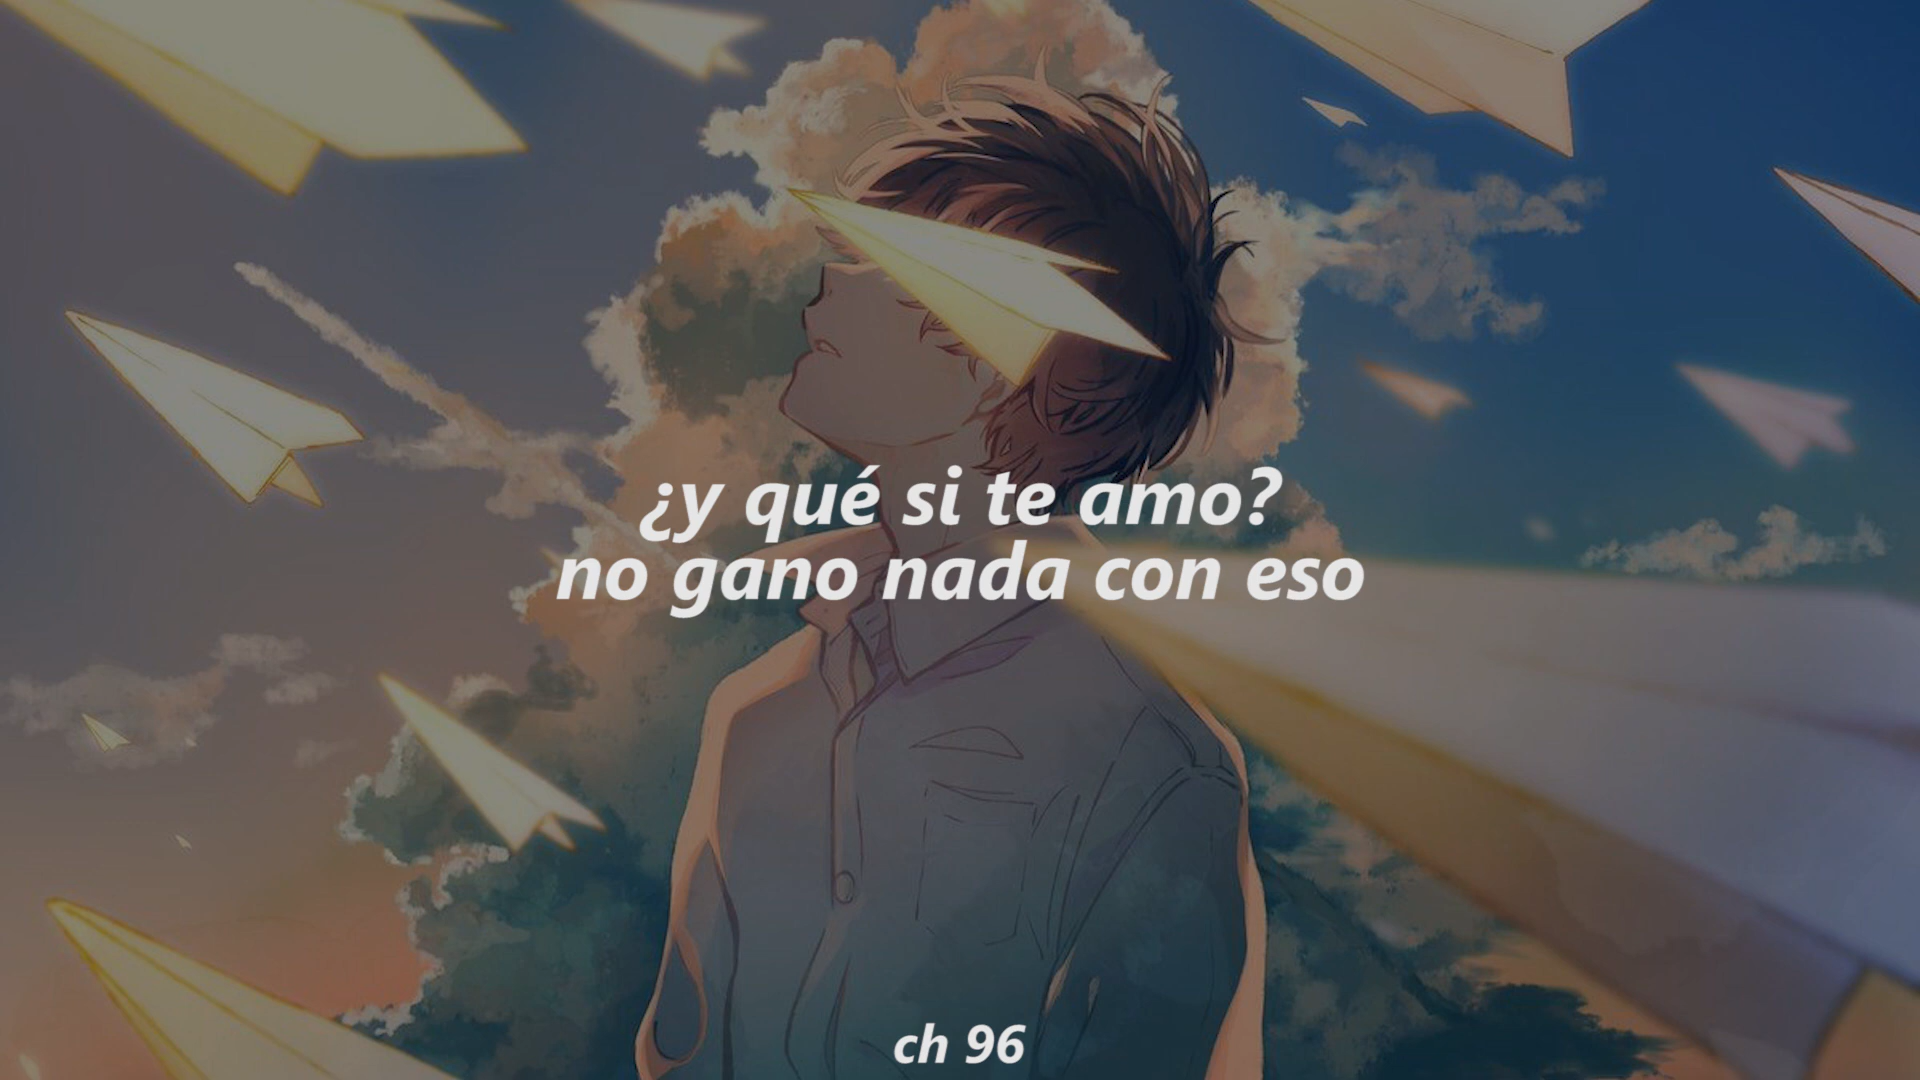 ¿y qué si te amo?
no gano nada con eso
ch 96